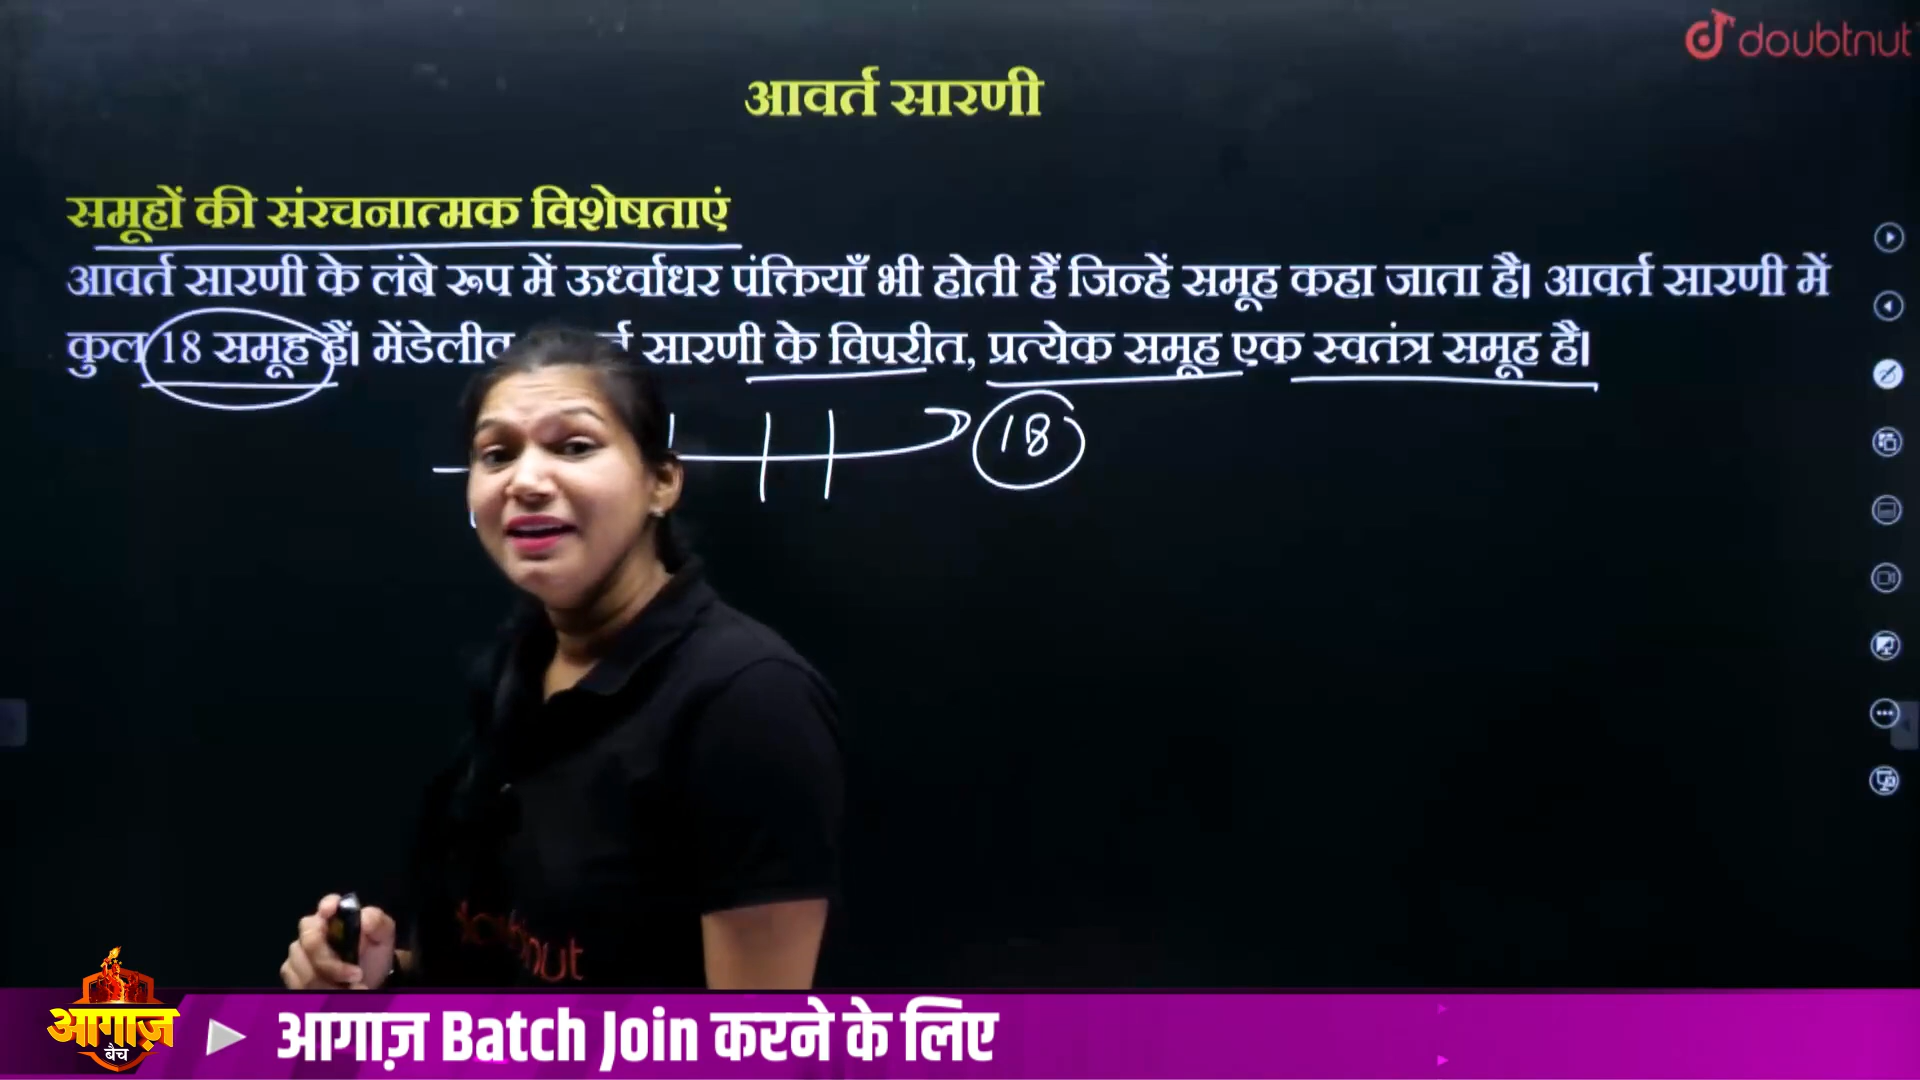 doubtnut
आवर्त सारणी
समूहों की संरचनात्मक विशेषताएं
आवर्त सारणी के लंबे रूप में ऊर्ध्वाधर पंक्तियाँ भी होती हैं जिन्हें समूह कहा जाता है। आवर्त सारणी में
कुल 18 समूह हैं। मेंडेलीव सारणी के विपरीत, प्रत्येक समूह एक स्वतंत्र समूह है।
18
आगाज़
बैच
आगाज़ Batch Join करने के लिए